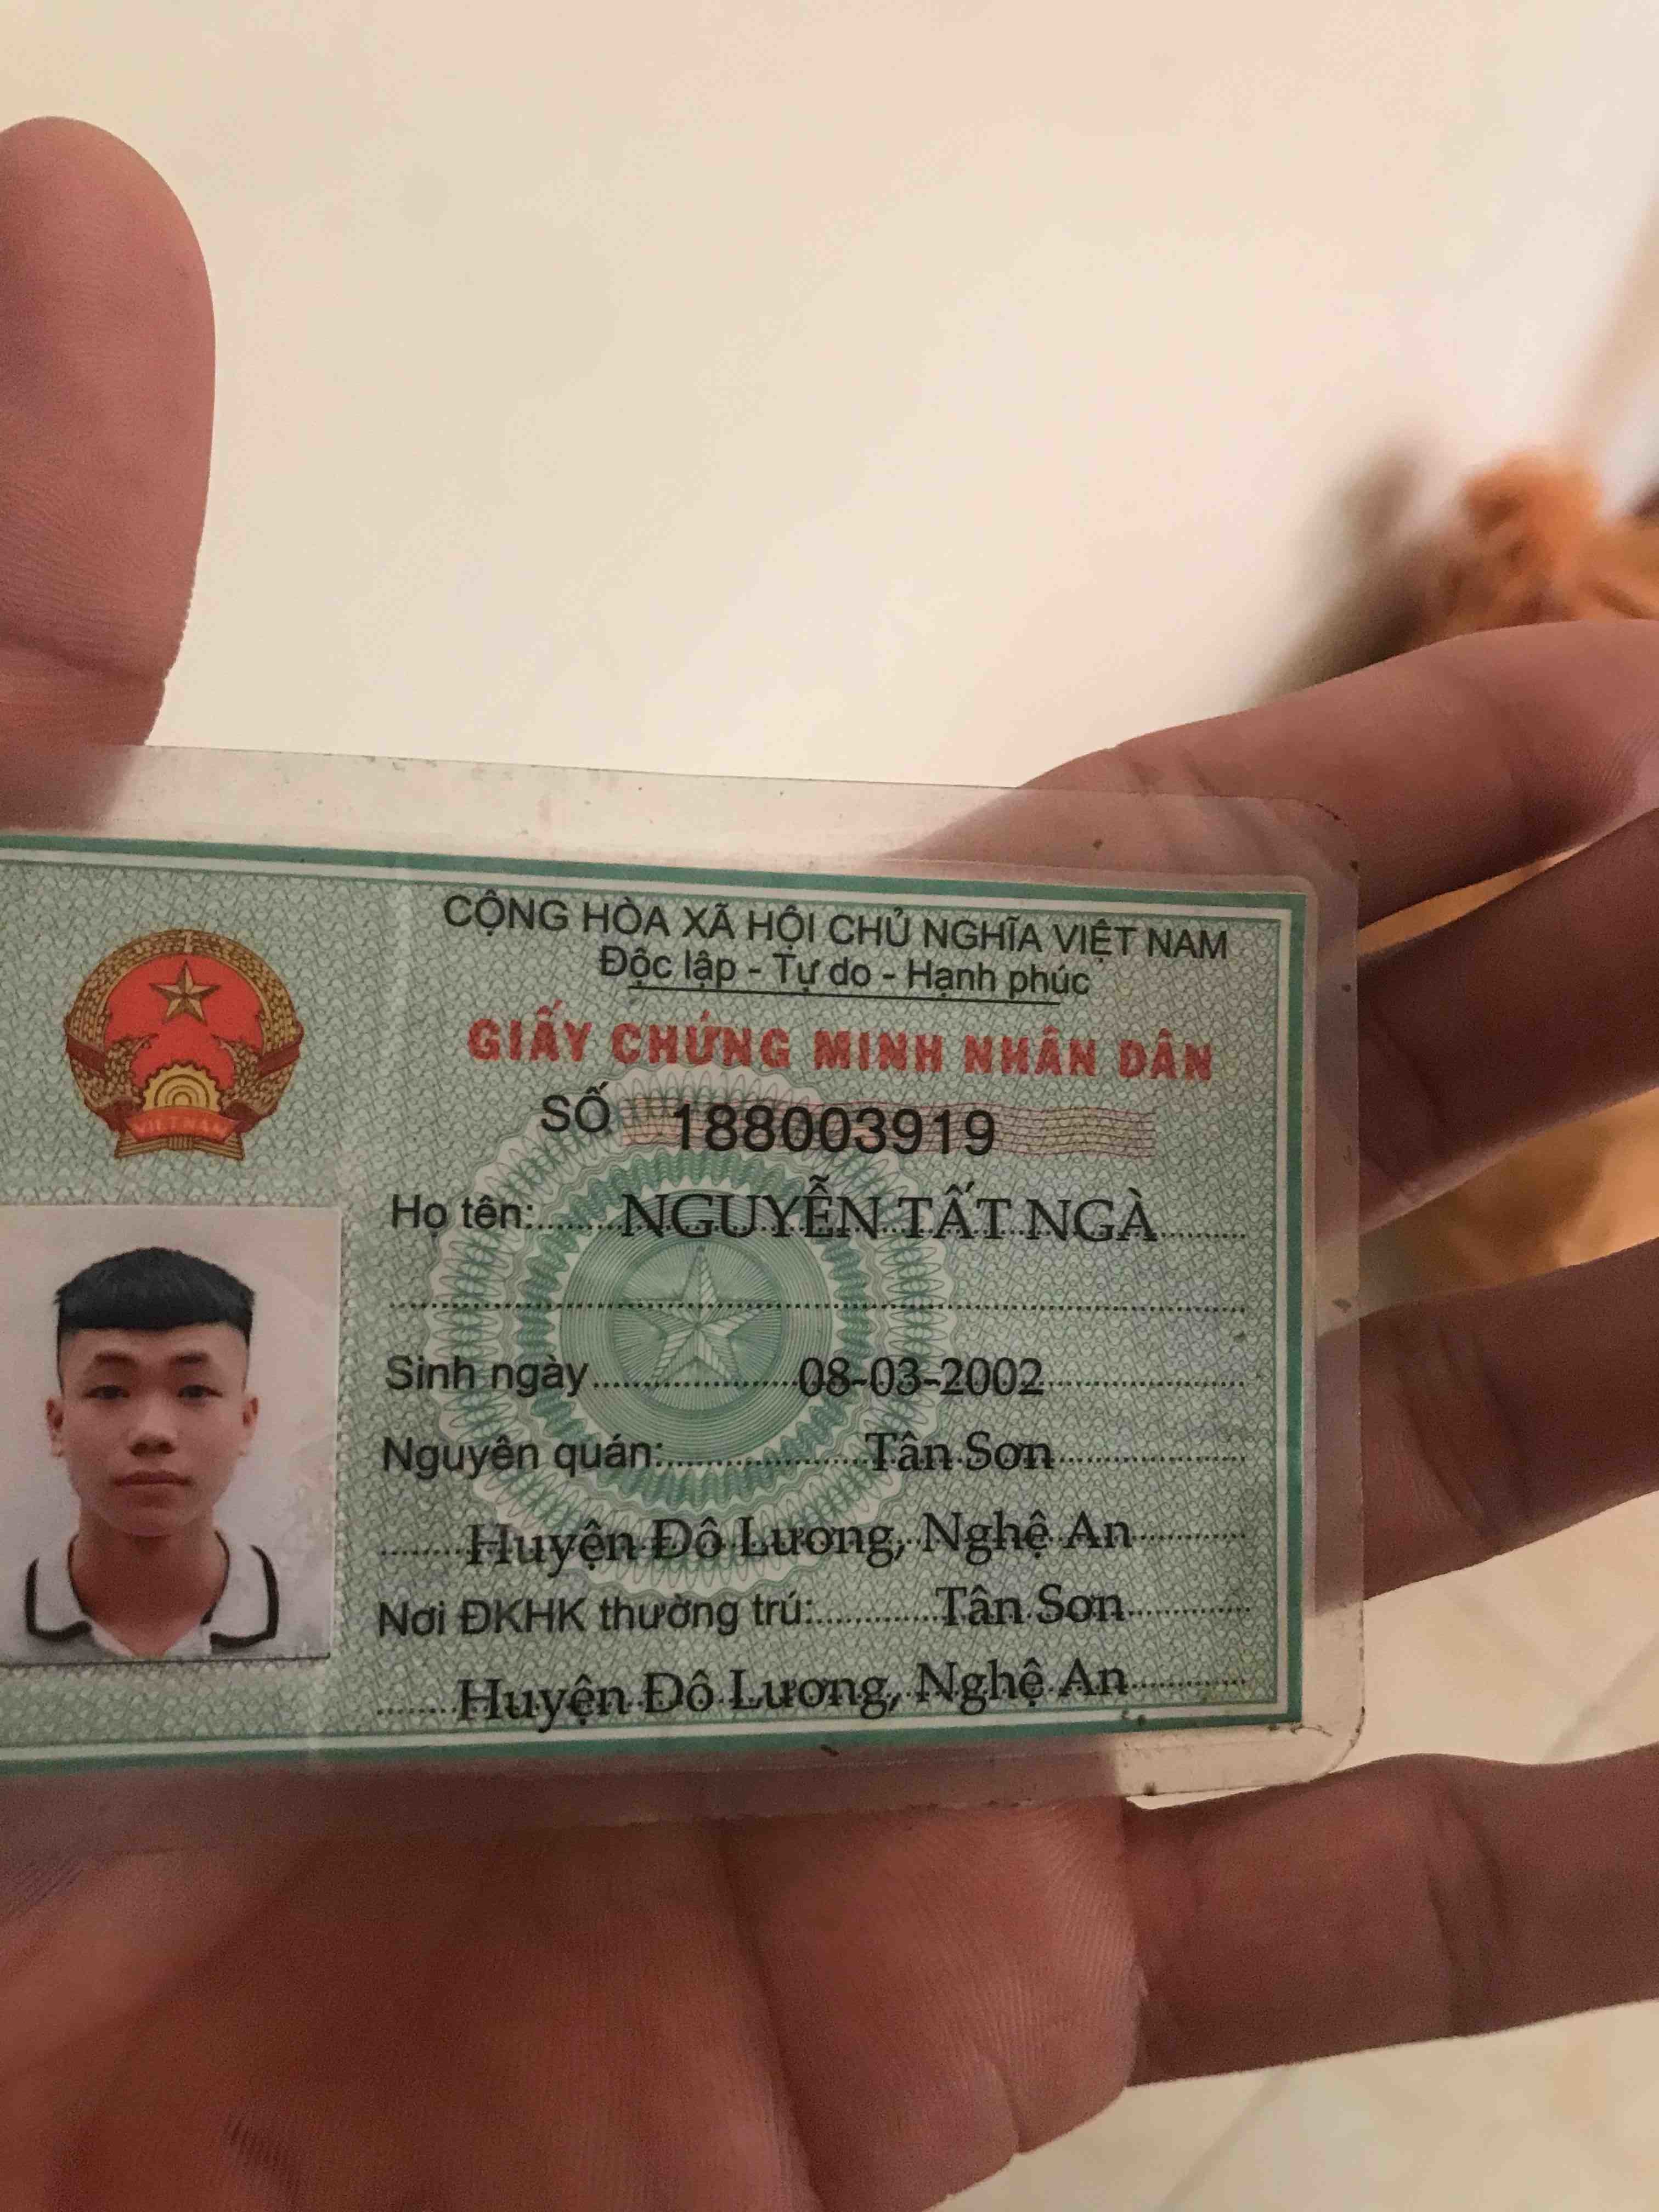 CỘNG HÒA XÃ HỘI CHỦ NGHĨA VIỆT NAM
Độc lập - Tự do - Hạnh phúc
GIẤY CHỨNG MINH NHÂN DÂN
SỐ 188003919
Họ tên: NGUYỄN TẤT NGÀ
Sinh ngày 08-03-2002
Nguyên quán: Tân Sơn
Huyện Đô Lương, Nghệ An
Nơi ĐKHK thường trú: Tân Sơn
Huyện Đô Lương, Nghệ An
VIỆT NAM